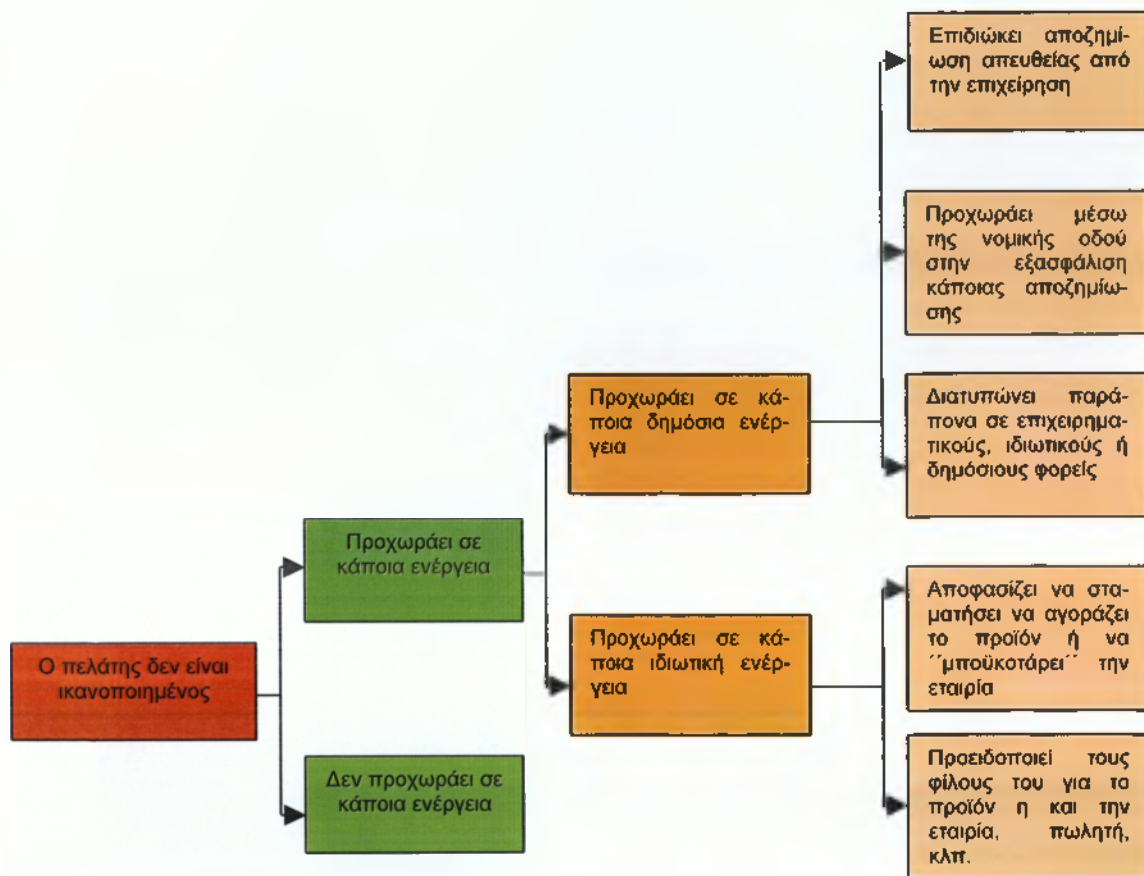 Επιδιώκει αποζημί-
ωση απευθείας από
την επιχείρηση
Προχωράει μέσω
της νομικής οδού
στην εξασφάλιση
κάποιας αποζημίω-
σης
Προχωράει σε κά-
ποια δημόσια ενέρ-
γεια
Διατυπώνει παρά-
πονα σε επιχειρημα-
τικούς, ιδιωτικούς ή
δημόσιους φορείς
Προχωράει σε
κάποια ενέργεια
Ο πελάτης δεν είναι
ικανοποιημένος
Προχωράει σε κά-
ποια ιδιωτική ενέρ-
γεια
Αποφασίζει να στα-
ματήσει να αγοράζει
το προϊόν ή να
΄΄μποϋκοτάρει΄΄ την
εταιρία
Δεν προχωράει σε
κάποια ενέργεια
Προειδοποιεί τους
φίλους του για το
προϊόν η και την
εταιρία, πωλητή,
κλπ.